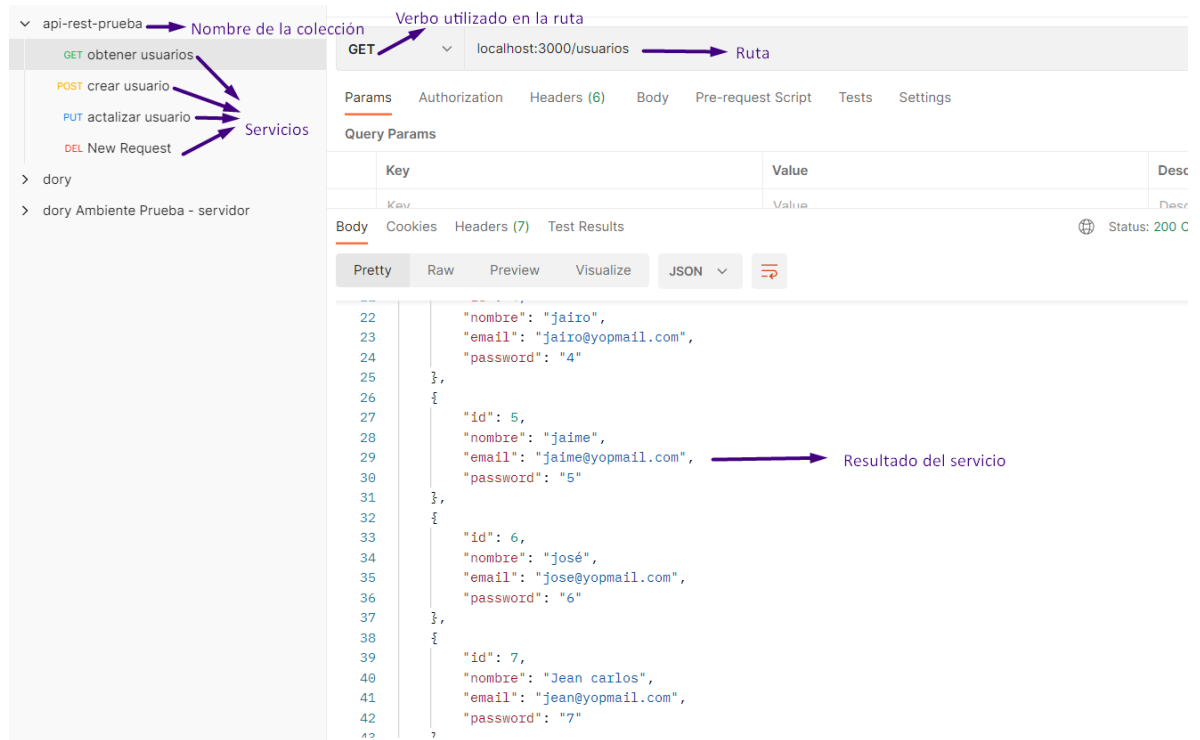 api-rest-prueba
Nombre de la colección
GET obtener usuarios
POST crear usuario
PUT actalizar usuario
DEL New Request
Servicios
dory
dory Ambiente Prueba - servidor
Verbo utilizado en la ruta
GET
localhost:3000/usuarios
Ruta
Params Authorization Headers (6) Body Pre-request Script Tests Settings
Query Params
Key Value Desc
Key Value Desc
Body Cookies Headers (7) Test Results
Status: 200
Pretty Raw Preview Visualize JSON
22 "nombre": "jairo",
23 "email": "jairo@yopmail.com",
24 "password": "4"
25 },
26 {
27 "id": 5,
28 "nombre": "jaime",
29 "email": "jaime@yopmail.com",
Resultado del servicio
30 "password": "5"
31 },
32 {
33 "id": 6,
34 "nombre": "josé",
35 "email": "jose@yopmail.com",
36 "password": "6"
37 },
38 {
39 "id": 7,
40 "nombre": "Jean carlos",
41 "email": "jean@yopmail.com",
42 "password": "7"